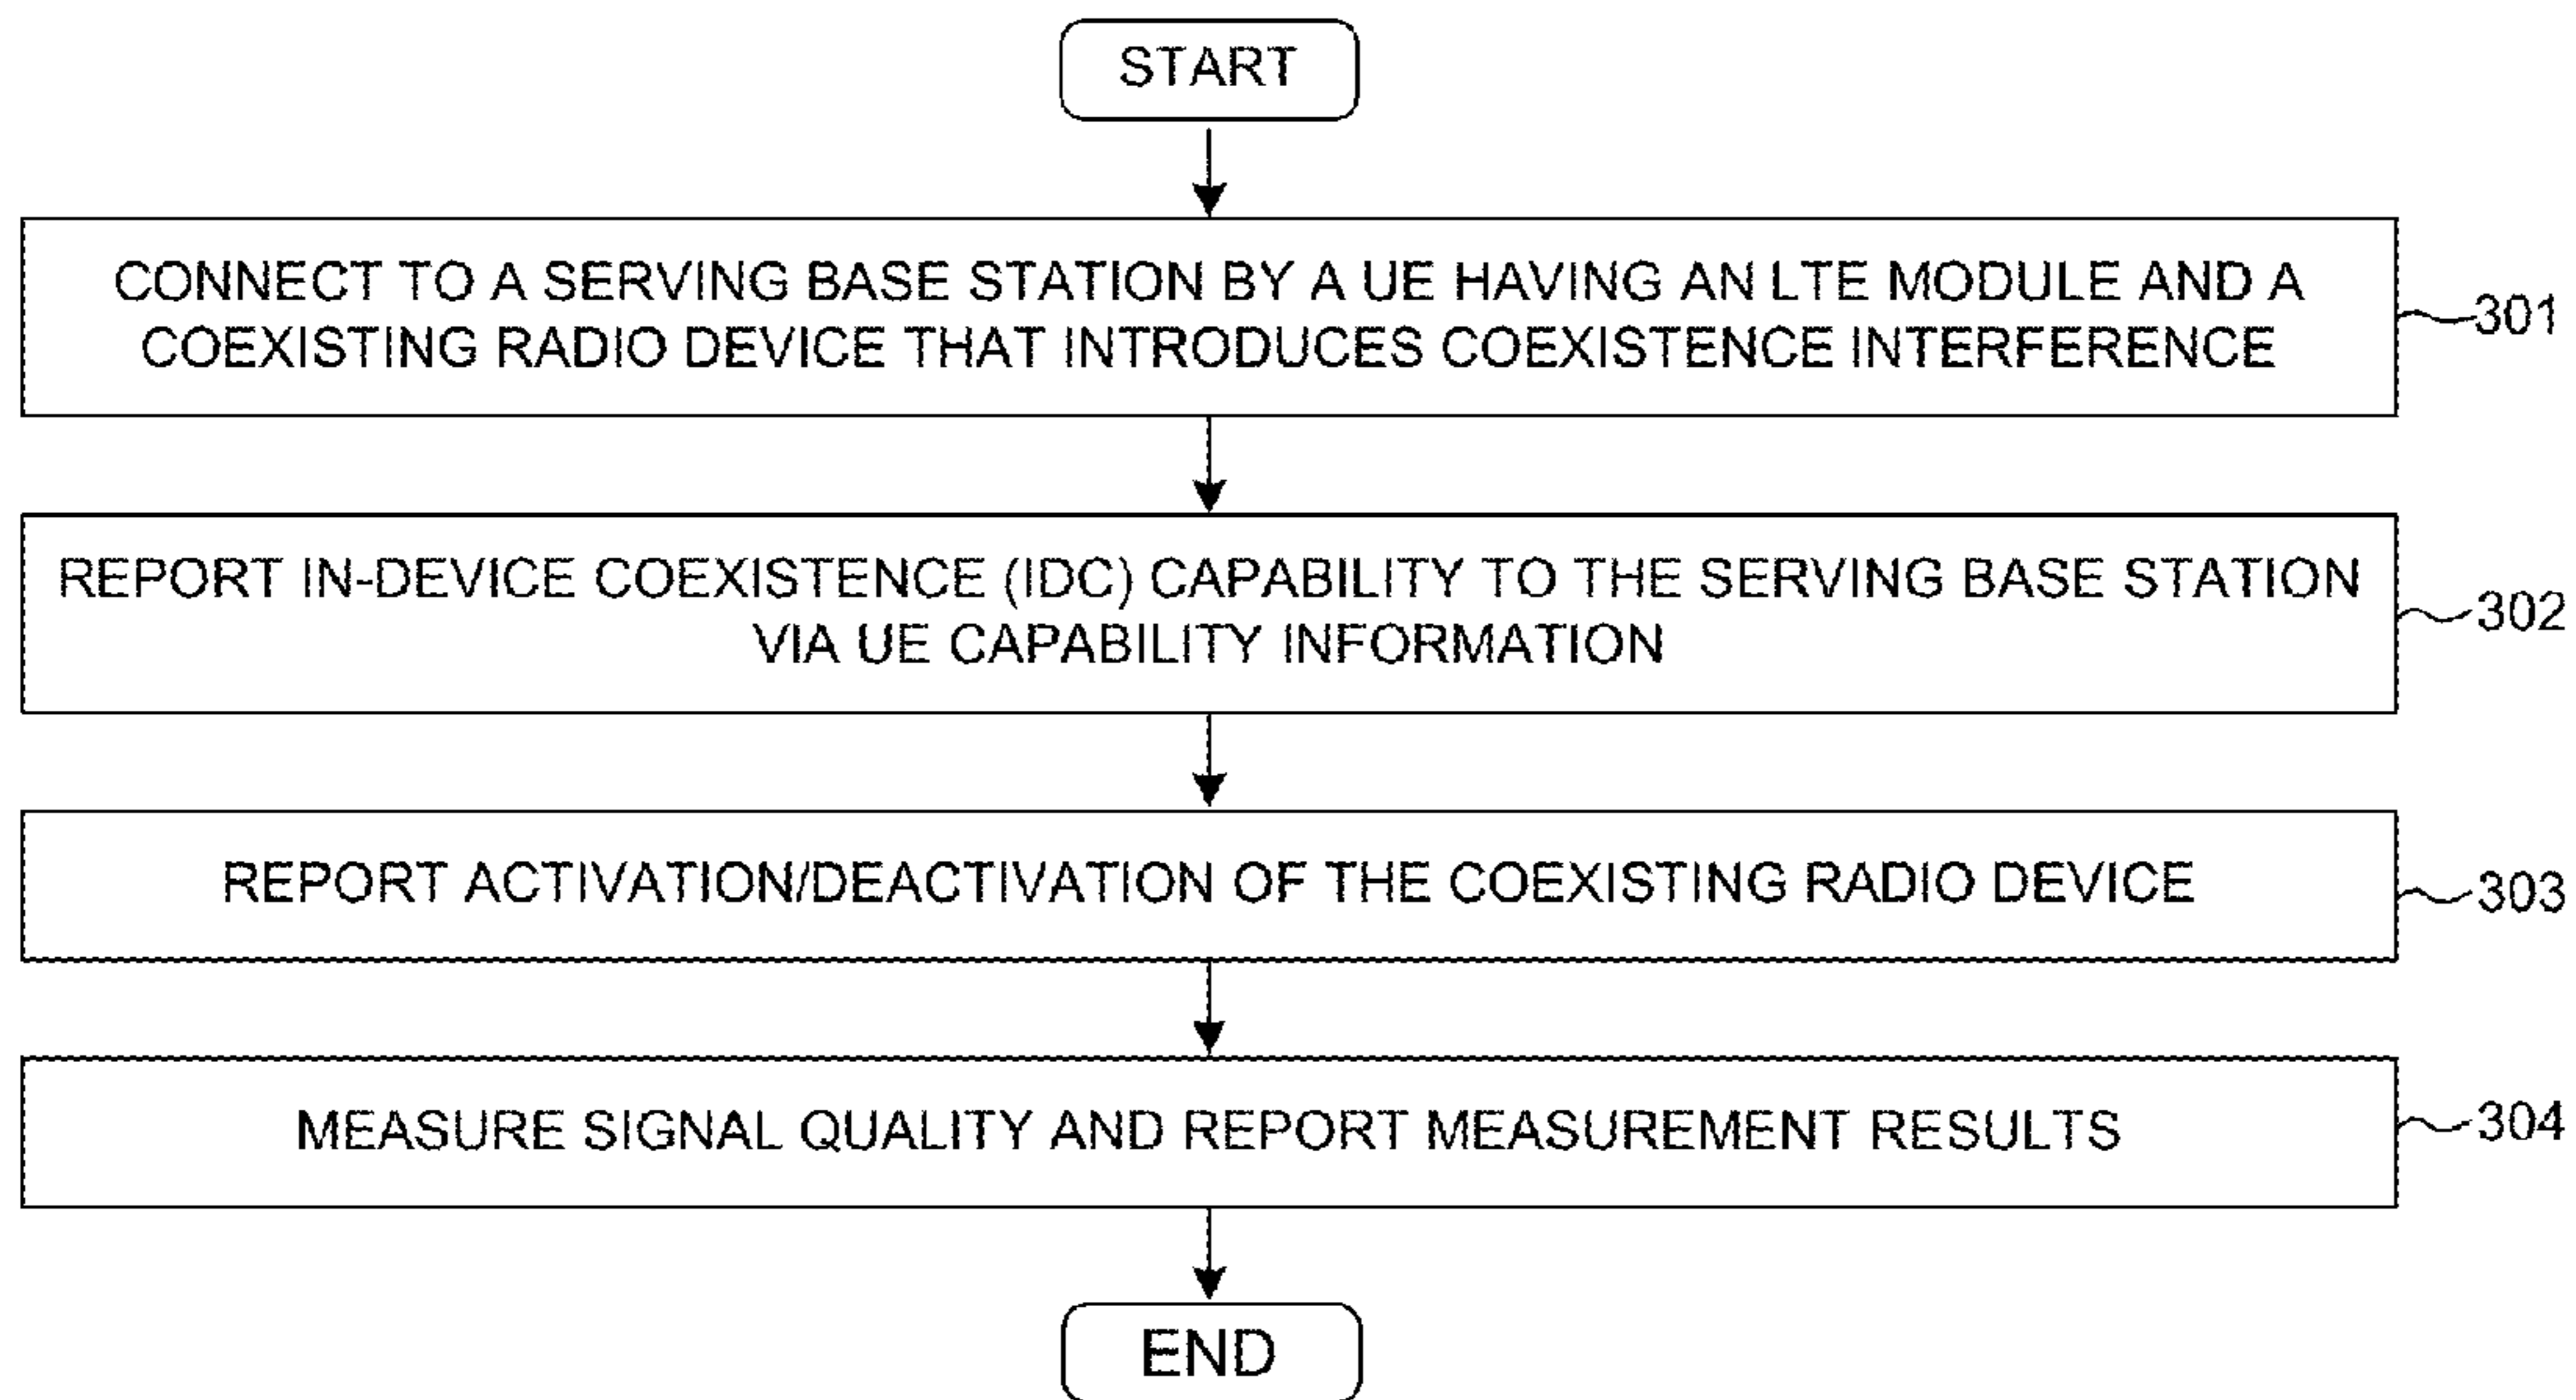 START
CONNECT TO A SERVING BASE STATION BY A UE HAVING AN LTE MODULE AND A
COEXISTING RADIO DEVICE THAT INTRODUCES COEXISTENCE INTERFERENCE
301
REPORT IN-DEVICE COEXISTENCE (IDC) CAPABILITY TO THE SERVING BASE STATION
VIA UE CAPABILITY INFORMATION
302
REPORT ACTIVATION/DEACTIVATION OF THE COEXISTING RADIO DEVICE
303
MEASURE SIGNAL QUALITY AND REPORT MEASUREMENT RESULTS
304
END